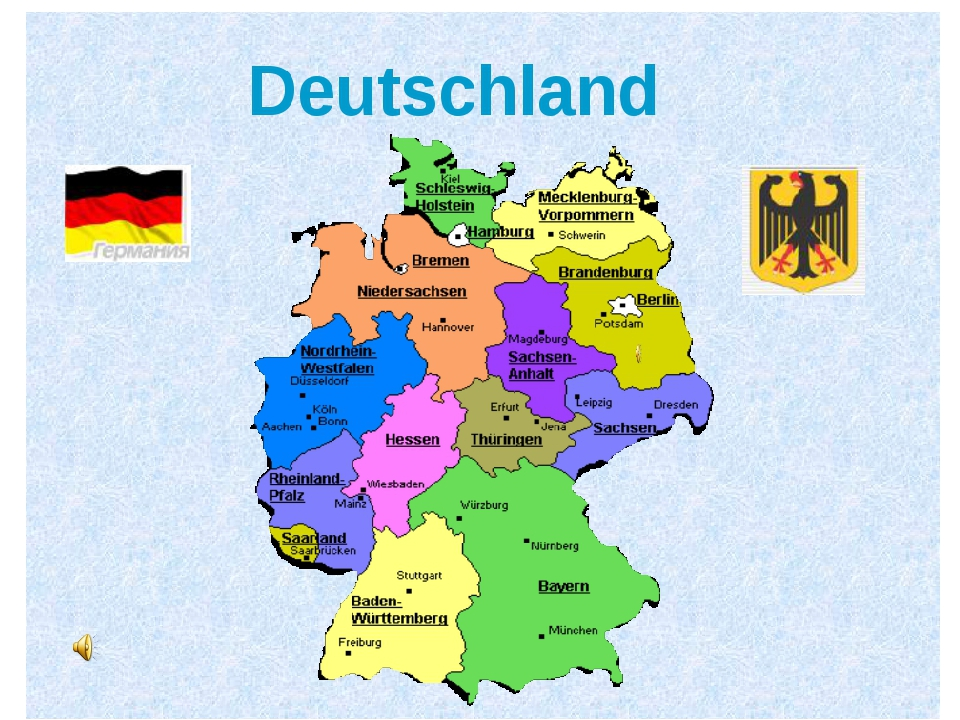 Deutschland
Германия
Kiel
Schleswig-
Holstein
Mecklenburg-
Vorpommern
Schwerin
Hamburg
Bremen
Niedersachsen
Hannover
Brandenburg
Berlin
Potsdam
Magdeburg
Sachsen-
Anhalt
Nordrhein-
Westfalen
Düsseldorf
Köln
Bonn
Aachen
Hessen
Wiesbaden
Erfurt
Jena
Thüringen
Leipzig
Dresden
Sachsen
Rheinland-
Pfalz
Mainz
Saarland
Saarbrücken
Würzburg
Nürnberg
Bayern
München
Stuttgart
Baden-
Württemberg
Freiburg